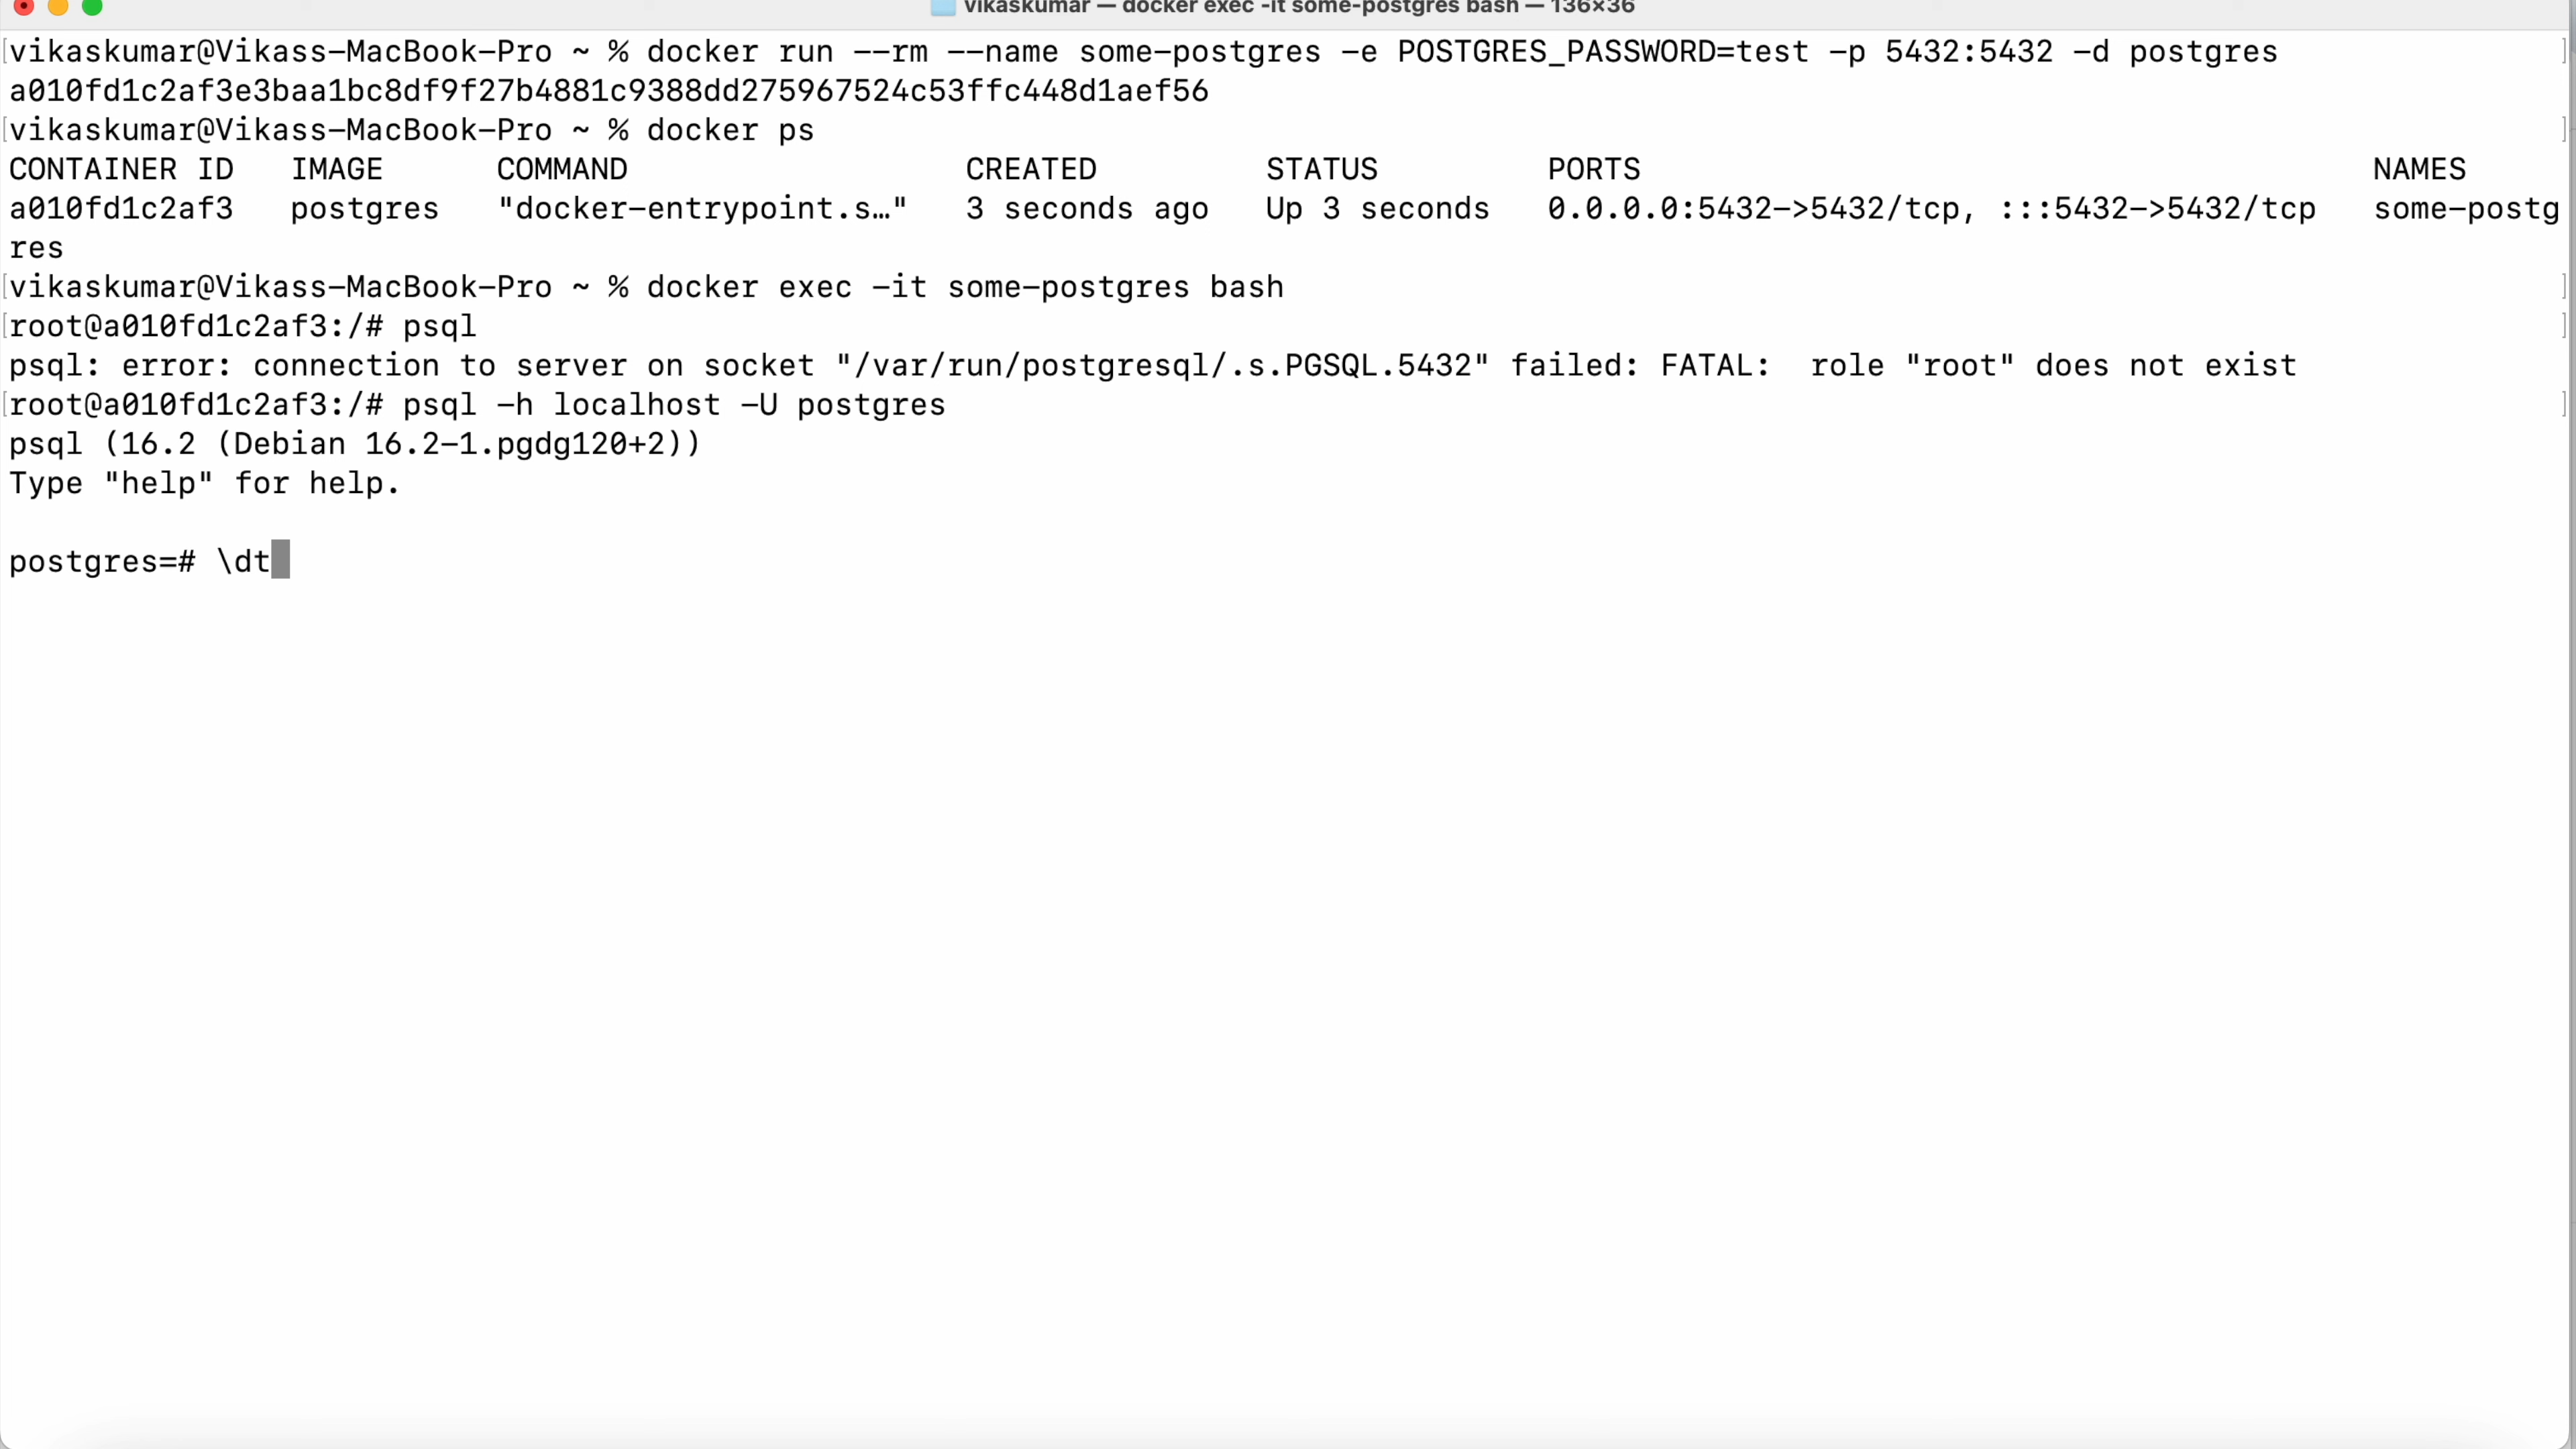 vikaskumar — docker exec -it some-postgres bash — 136×36
vikaskumar@Vikass-MacBook-Pro ~ % docker run --rm --name some-postgres -e POSTGRES_PASSWORD=test -p 5432:5432 -d postgres
a010fd1c2af3e3baa1bc8df9f27b4881c9388dd275967524c53ffc448d1aef56
vikaskumar@Vikass-MacBook-Pro ~ % docker ps
CONTAINER ID   IMAGE      COMMAND                  CREATED         STATUS         PORTS                                       NAMES
a010fd1c2af3   postgres   "docker-entrypoint.s…"   3 seconds ago   Up 3 seconds   0.0.0.0:5432->5432/tcp, :::5432->5432/tcp   some-postg
res
vikaskumar@Vikass-MacBook-Pro ~ % docker exec -it some-postgres bash
root@a010fd1c2af3:/# psql
psql: error: connection to server on socket "/var/run/postgresql/.s.PGSQL.5432" failed: FATAL:  role "root" does not exist
root@a010fd1c2af3:/# psql -h localhost -U postgres
psql (16.2 (Debian 16.2-1.pgdg120+2))
Type "help" for help.
postgres=# \dt